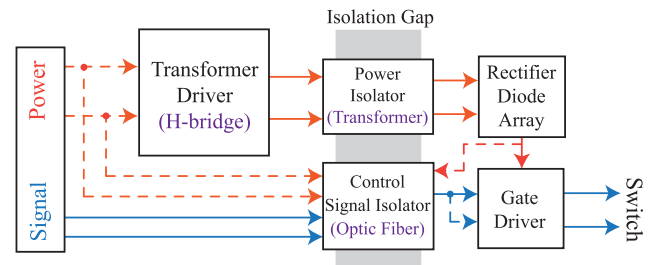 Isolation Gap
Power
Signal
Transformer
Driver
(H-bridge)
Power
Isolator
(Transformer)
Rectifier
Diode
Array
Control
Signal Isolator
(Optic Fiber)
Gate
Driver
Switch